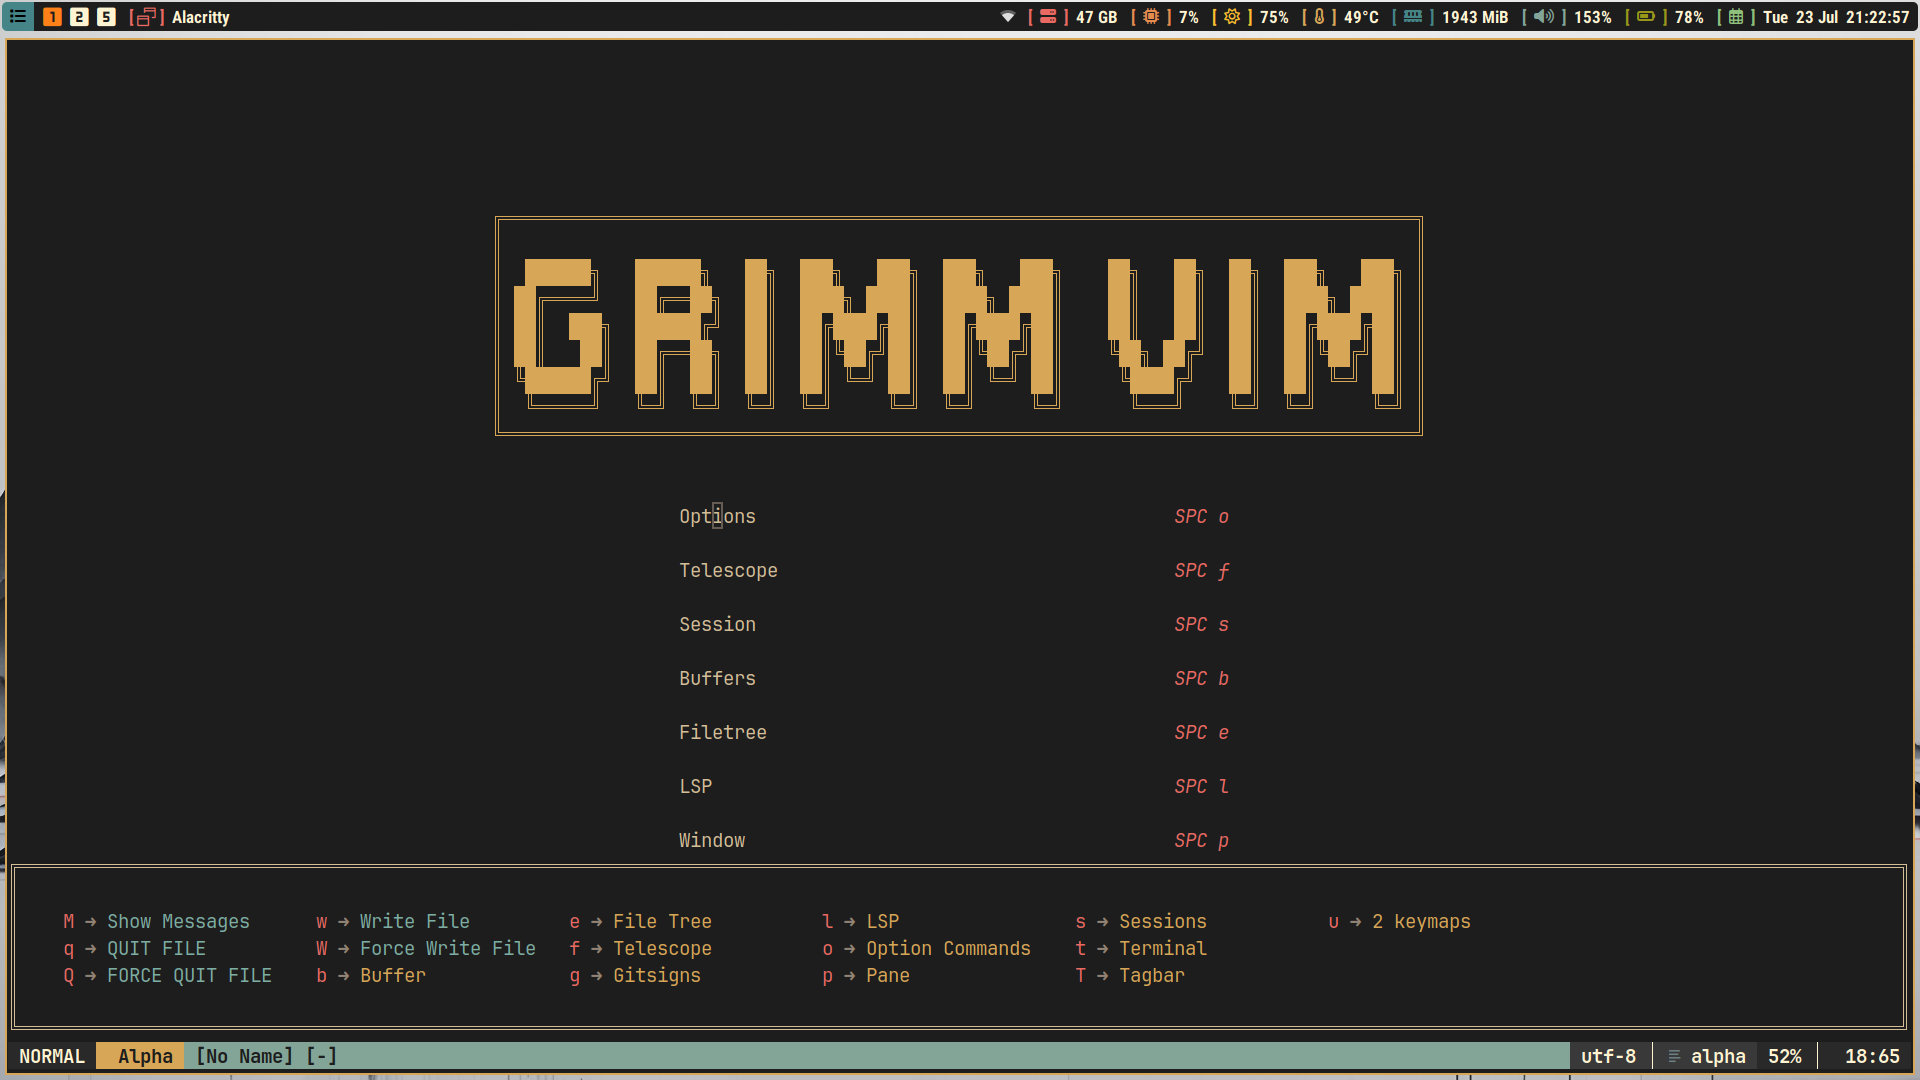 1 2 5 [ ] Alacritty [ ] 47 GB [ ] 7% [ ] 75% [ ] 49°C [ ] 1943 MiB [ ] 153% [ ] 78% [ ] Tue 23 Jul 21:22:57
GRIMM VIM
Options SPC o
Telescope SPC f
Session SPC s
Buffers SPC b
Filetree SPC e
LSP SPC l
Window SPC p
M → Show Messages w → Write File e → File Tree l → LSP s → Sessions u → 2 keymaps
q → QUIT FILE W → Force Write File f → Telescope o → Option Commands t → Terminal
Q → FORCE QUIT FILE b → Buffer g → Gitsigns p → Pane T → Tagbar
NORMAL Alpha [No Name] [-] utf-8 alpha 52% 18:65